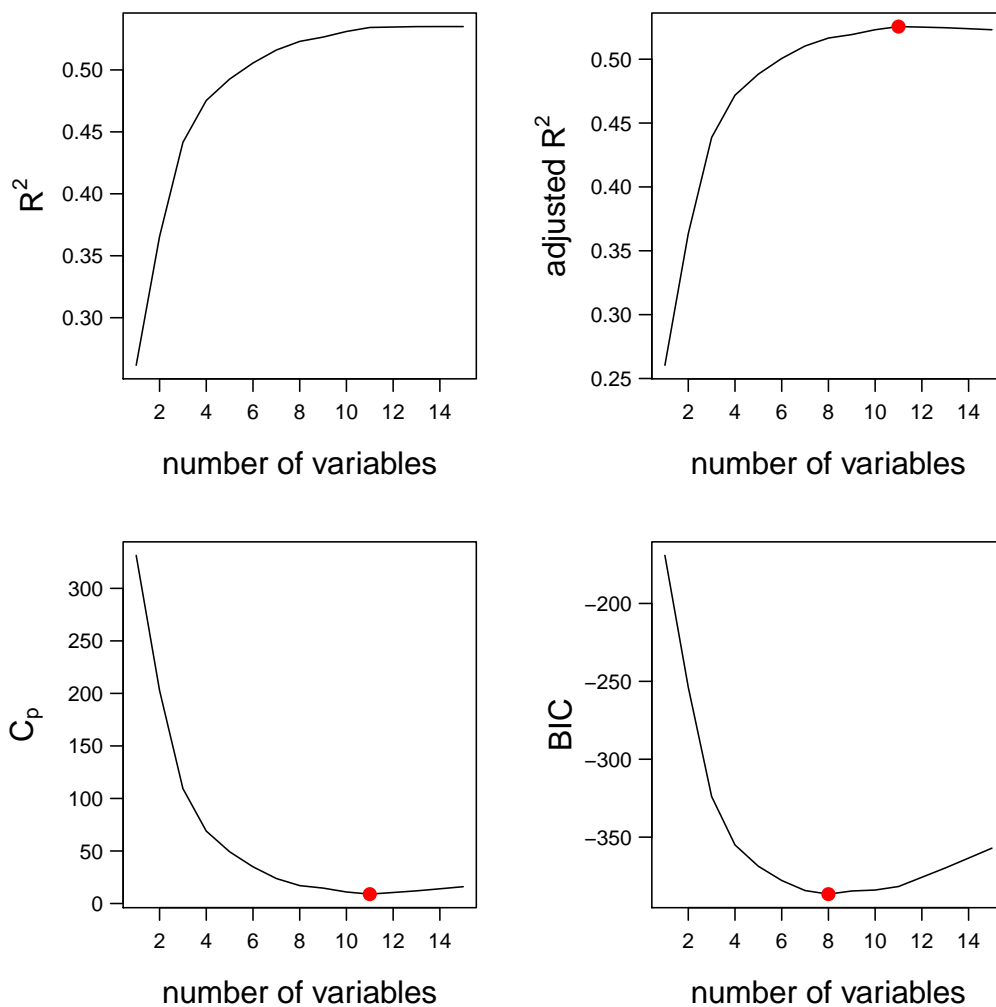 R²
0.50
0.45
0.40
0.35
0.30
2 4 6 8 10 12 14
number of variables
adjusted R²
0.50
0.45
0.40
0.35
0.30
0.25
2 4 6 8 10 12 14
number of variables
Cₚ
300
250
200
150
100
50
0
2 4 6 8 10 12 14
number of variables
BIC
−200
−250
−300
−350
2 4 6 8 10 12 14
number of variables